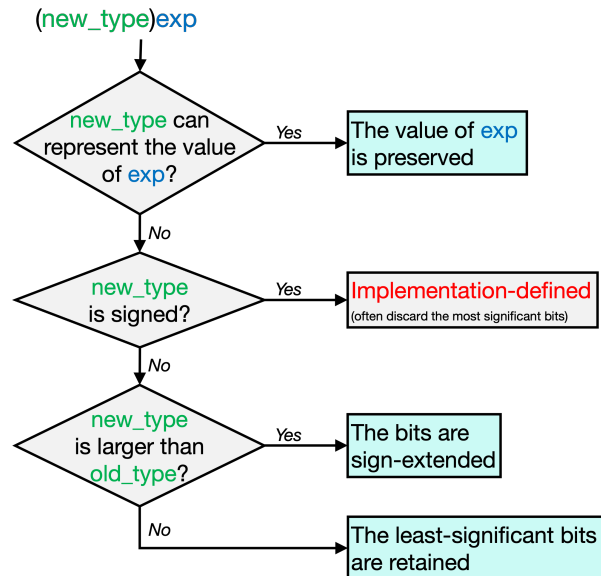 (new_type)exp
new_type can
represent the value
of exp?
Yes
The value of exp
is preserved
No
new_type
is signed?
Yes
Implementation-defined
(often discard the most significant bits)
No
new_type
is larger than
old_type?
Yes
The bits are
sign-extended
No
The least-significant bits
are retained